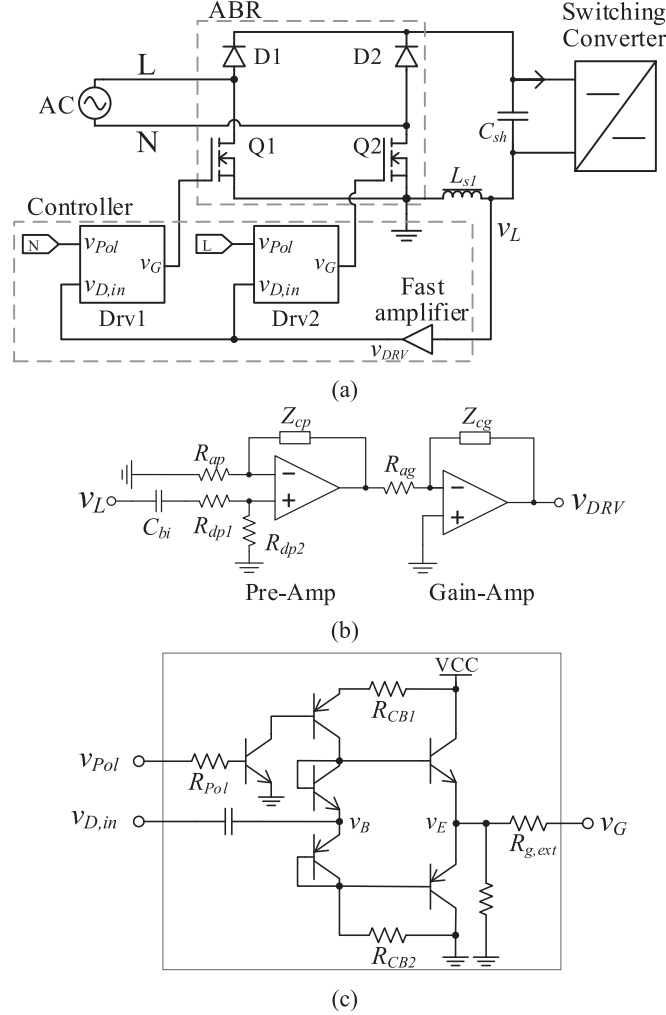 ABR
Switching
Converter
L
D1
D2
AC
N
Q1
Q2
C_sh
L_s1
Controller
v_L
N
v_Pol
L
v_Pol
v_G
v_G
v_D,in
v_D,in
Fast
amplifier
Drv1
Drv2
v_DRV
(a)
Z_cp
Z_cg
R_ap
R_ag
−
−
v_L
+
+
v_DRV
C_bi
R_dp1
R_dp2
Pre-Amp
Gain-Amp
(b)
VCC
R_CB1
v_Pol
R_Pol
v_D,in
v_B
v_E
v_G
R_g,ext
R_CB2
(c)